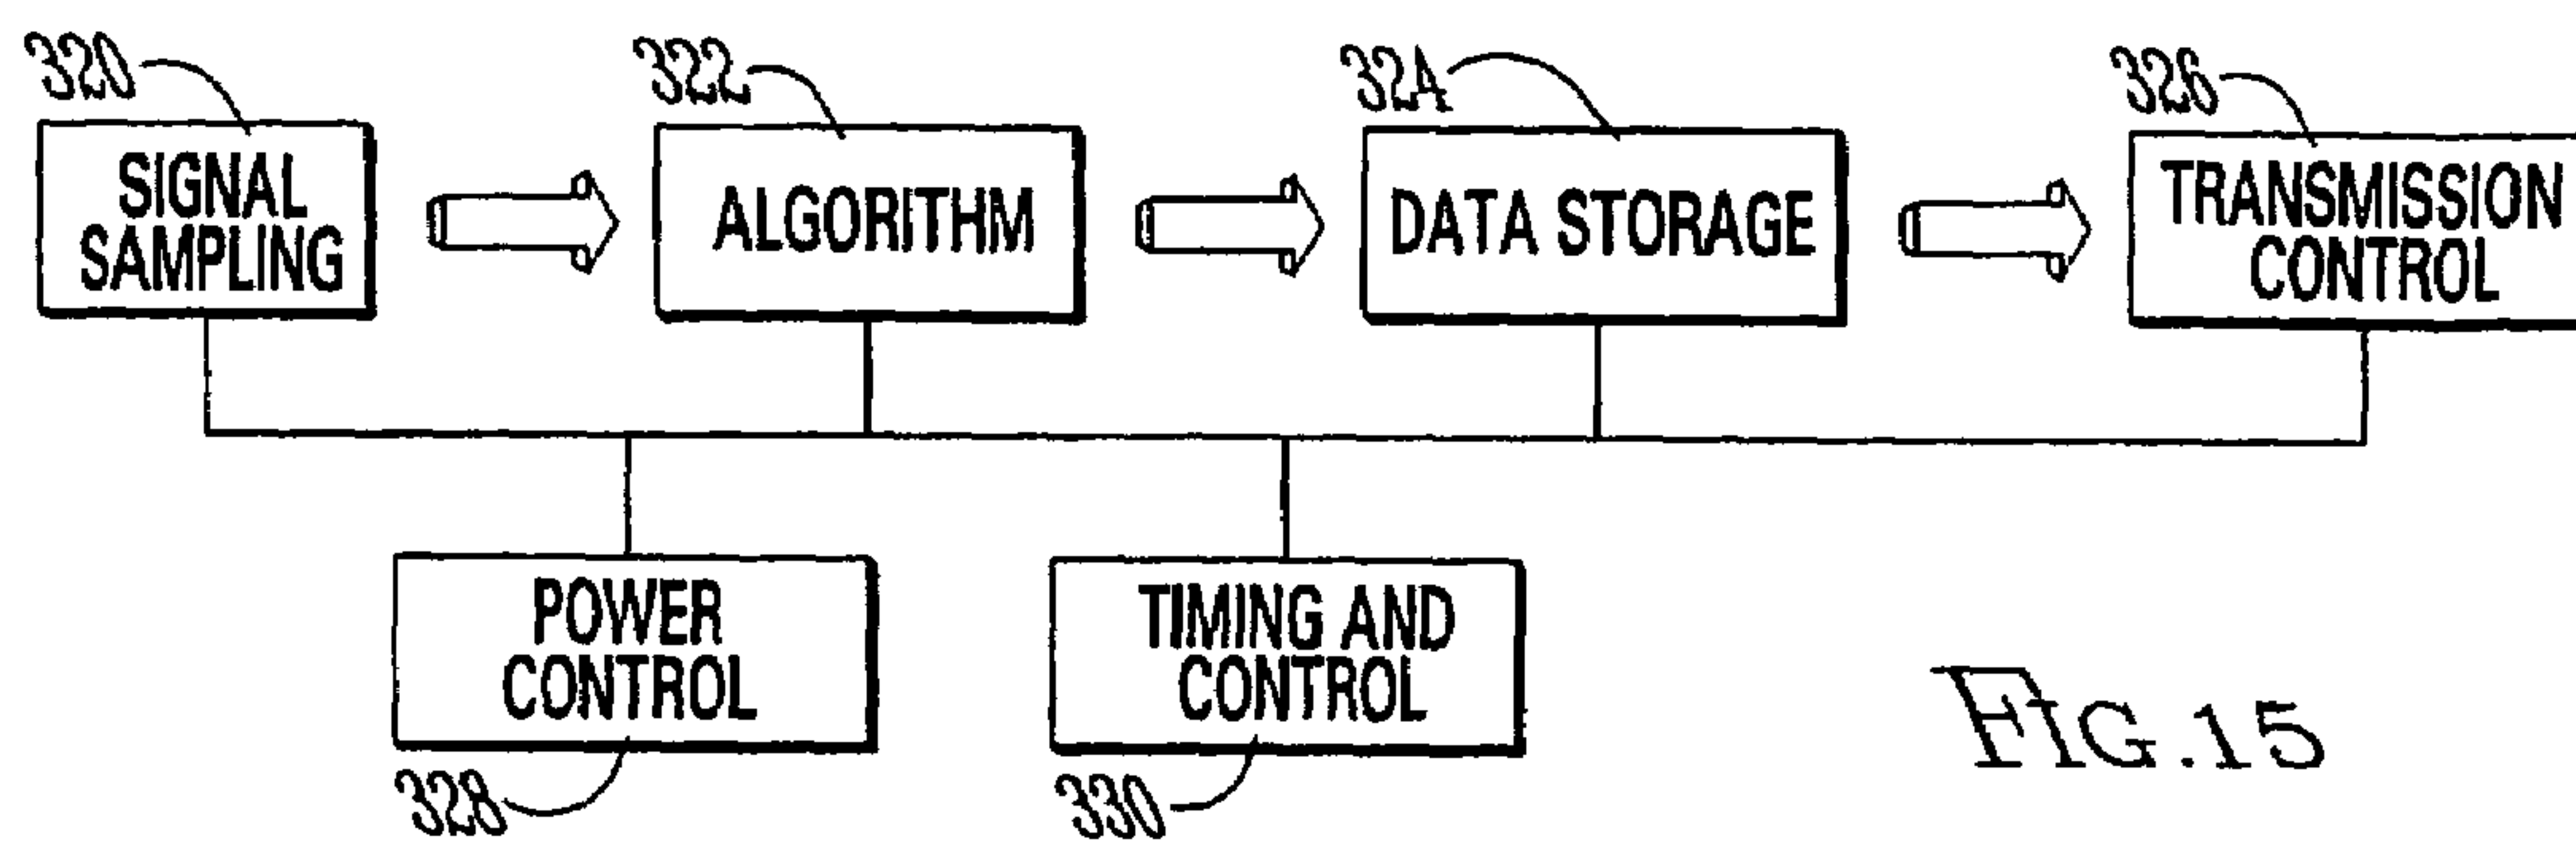 320
322
324
326
SIGNAL
SAMPLING
ALGORITHM
DATA STORAGE
TRANSMISSION
CONTROL
POWER
CONTROL
TIMING AND
CONTROL
328
330
FIG.15